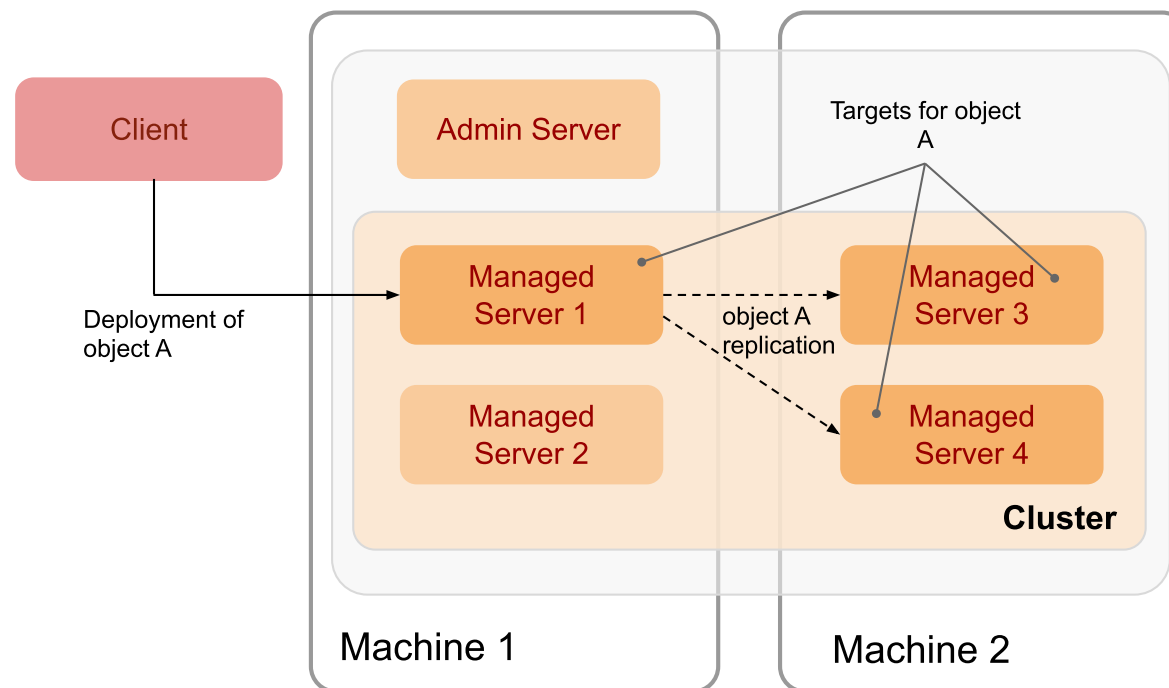 Client
Admin Server
Targets for object
A
Managed
Server 1
Managed
Server 3
Deployment of
object A
object A
replication
Managed
Server 2
Managed
Server 4
Cluster
Machine 1
Machine 2